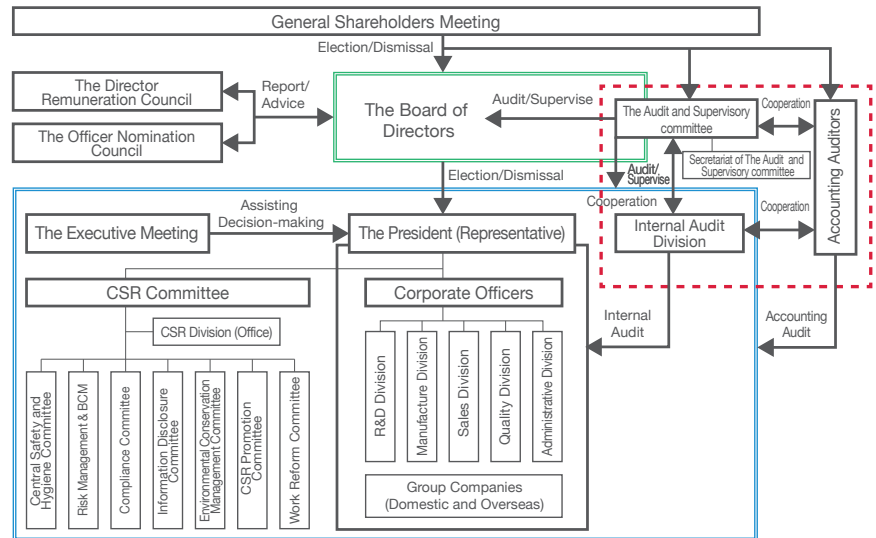 General Shareholders Meeting
Election/Dismissal
The Director
Remuneration Council
The Officer Nomination
Council
Report/
Advice
The Board of
Directors
Audit/Supervise
The Audit and Supervisory
committee
Cooperation
Accounting Auditors
Secretariat of The Audit and
Supervisory committee
Audit/
Supervise
Election/Dismissal
Cooperation
Cooperation
The Executive Meeting
Assisting
Decision-making
The President (Representative)
Internal Audit
Division
CSR Committee
Corporate Officers
Internal
Audit
Accounting
Audit
CSR Division (Office)
Central Safety and
Hygiene Committee
Risk Management & BCM
Compliance Committee
Information Disclosure
Committee
Environmental Conservation
Management Committee
CSR Promotion
Committee
Work Reform Committee
R&D Division
Manufacture Division
Sales Division
Quality Division
Administrative Division
Group Companies
(Domestic and Overseas)